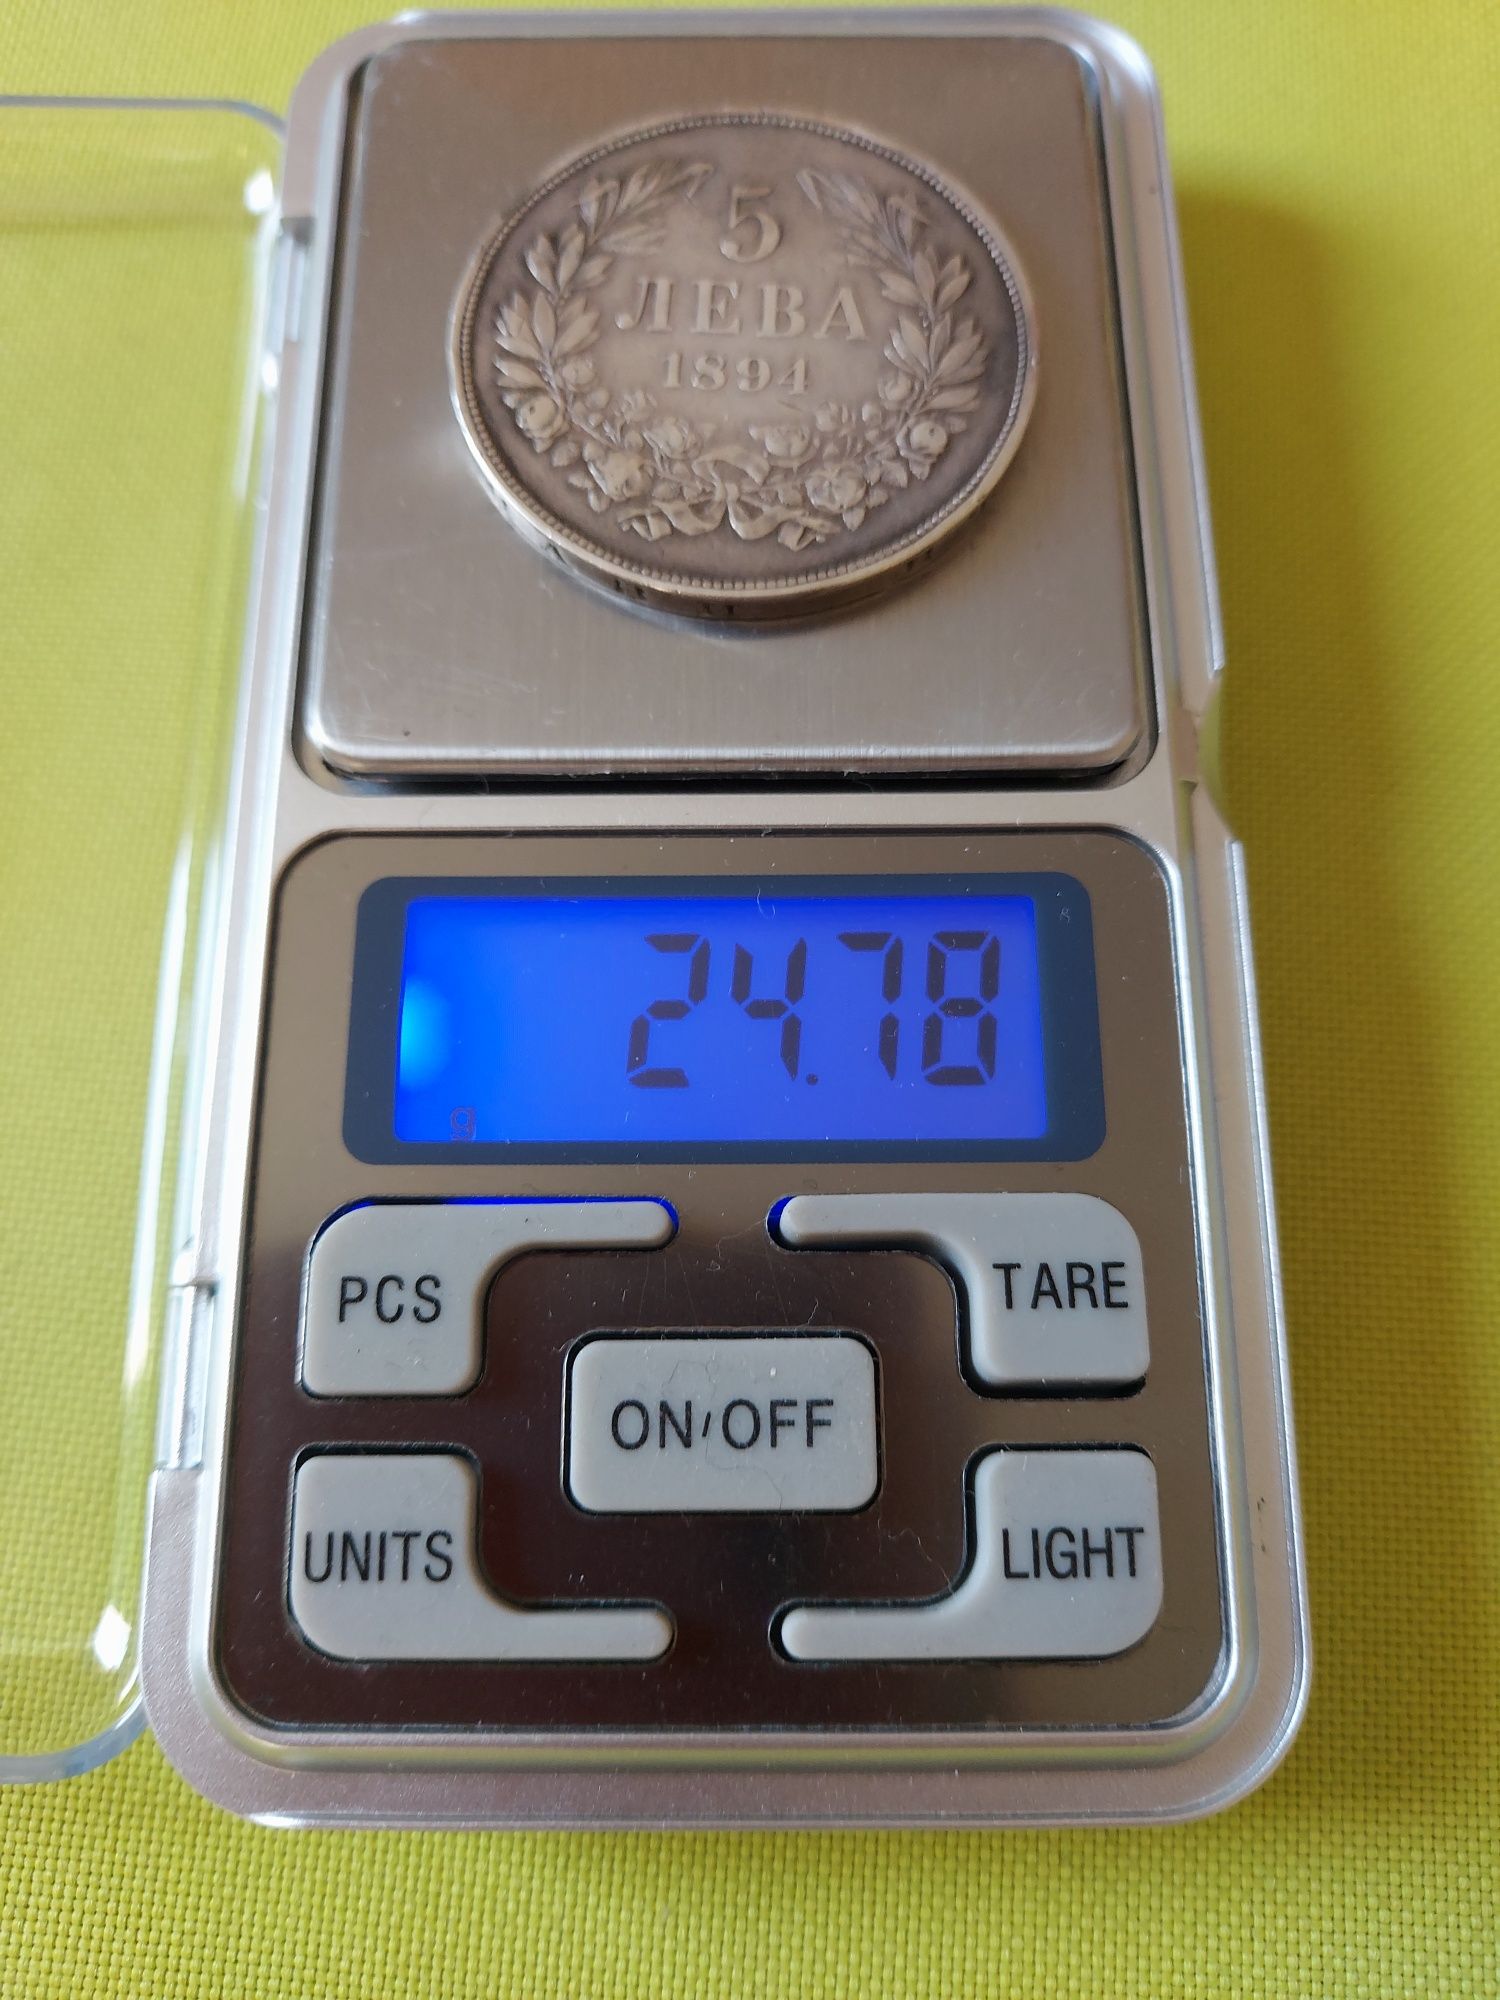 5
ЛЕВА
1894
24.78
g
PCS
TARE
ON/OFF
UNITS
LIGHT